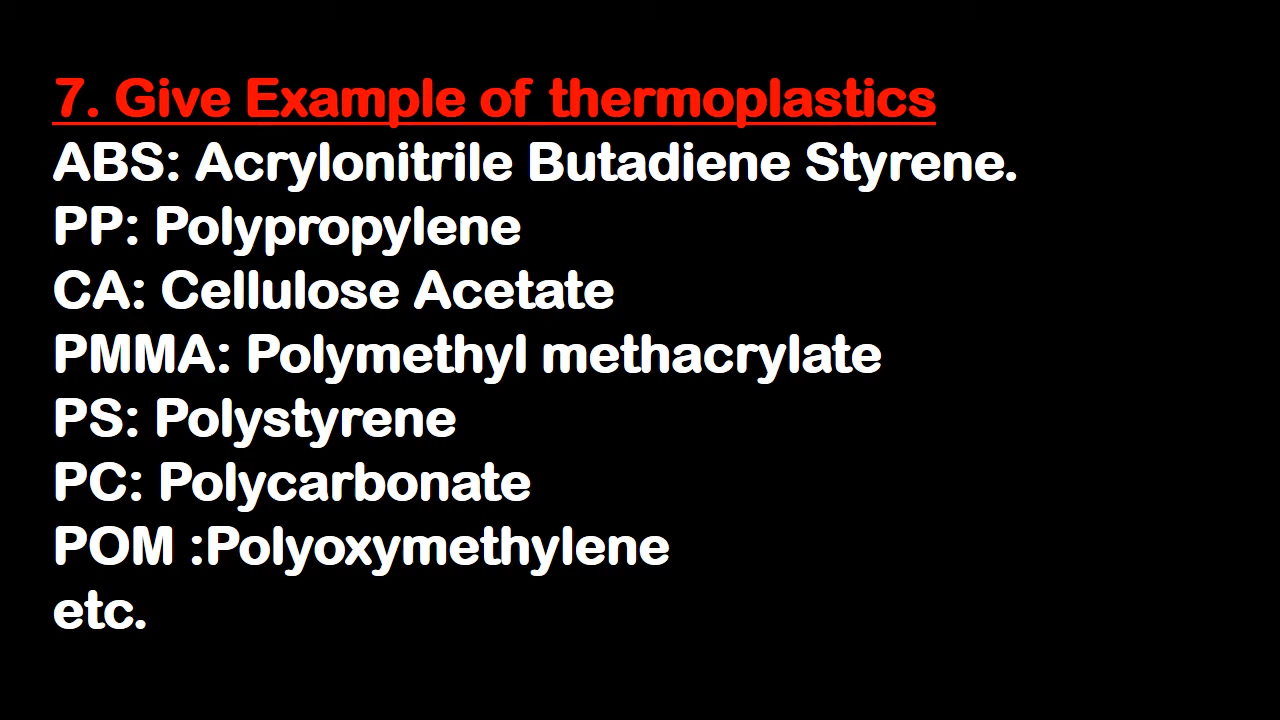 7. Give Example of thermoplastics
ABS: Acrylonitrile Butadiene Styrene.
PP: Polypropylene
CA: Cellulose Acetate
PMMA: Polymethyl methacrylate
PS: Polystyrene
PC: Polycarbonate
POM :Polyoxymethylene
etc.